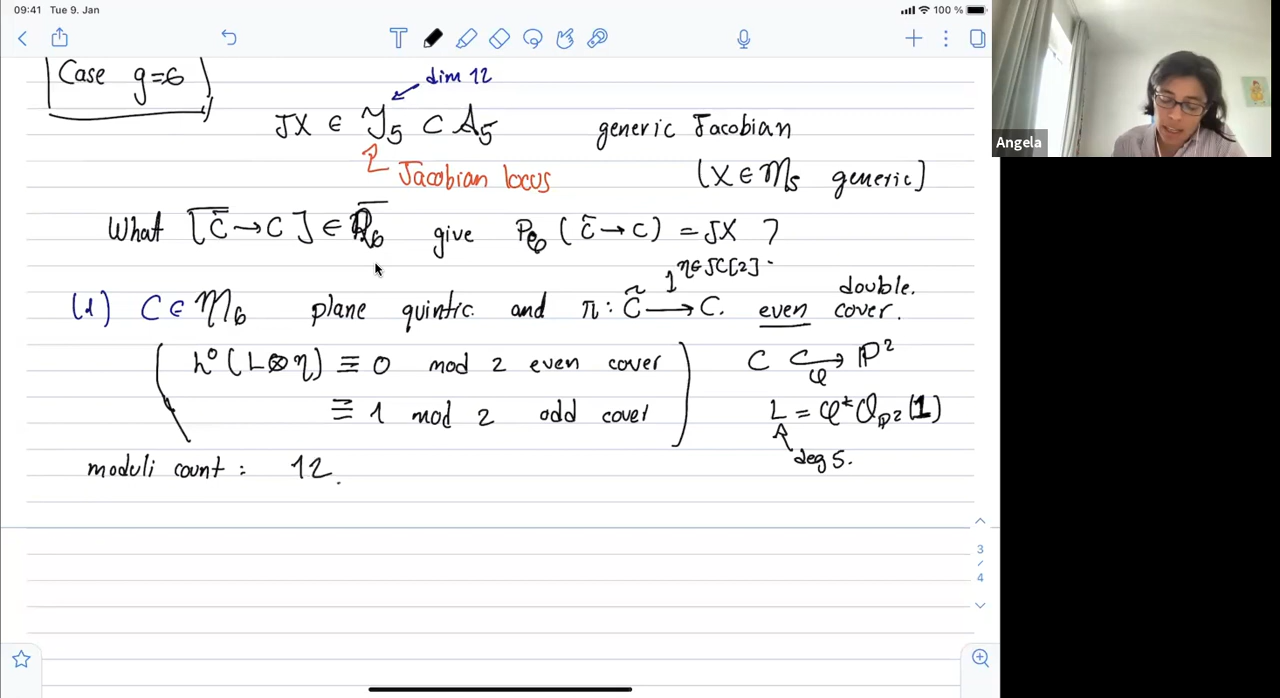 09:41 Tue 9. Jan
100 %
Case g=6
dim 12
JX ∈ 𝒥₅ ⊂ 𝒜₅ generic Jacobian
Jacobian locus (X ∈ ℳ₅ generic)
What [C̃ → C] ∈ R̄₆ give P₆ (C̃ → C) = JX ?
η ∈ JC[2]
(1) C ∈ ℳ₆ plane quintic and π: C̃ → C. even double cover.
h⁰(L⊗η) ≡ 0 mod 2 even cover C ↪ ℙ²
φ
≡ 1 mod 2 odd cover L = φ* O_ℙ²(1)
deg 5.
moduli count : 12.
3
/
4
Angela